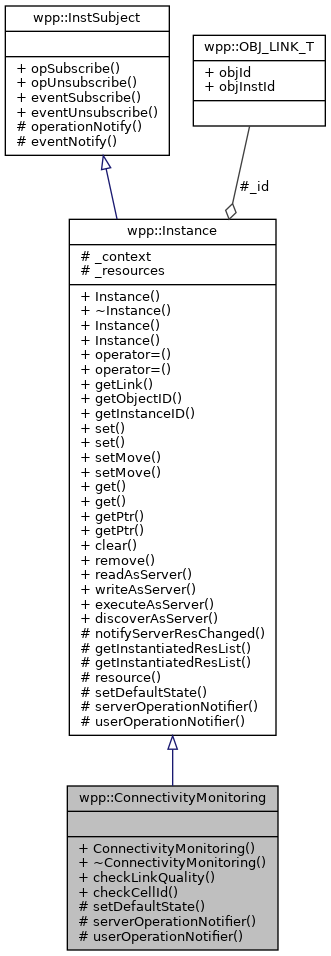 wpp::InstSubject
+ opSubscribe()
+ opUnsubscribe()
+ eventSubscribe()
+ eventUnsubscribe()
# operationNotify()
# eventNotify()
wpp::OBJ_LINK_T
+ objId
+ objInstId
#_id
wpp::Instance
# _context
# _resources
+ Instance()
+ ~Instance()
+ Instance()
+ Instance()
+ operator=()
+ operator=()
+ getLink()
+ getObjectID()
+ getInstanceID()
+ set()
+ set()
+ setMove()
+ setMove()
+ get()
+ get()
+ getPtr()
+ getPtr()
+ clear()
+ remove()
+ readAsServer()
+ writeAsServer()
+ executeAsServer()
+ discoverAsServer()
# notifyServerResChanged()
# getInstantiatedResList()
# getInstantiatedResList()
# resource()
# setDefaultState()
# serverOperationNotifier()
# userOperationNotifier()
wpp::ConnectivityMonitoring
+ ConnectivityMonitoring()
+ ~ConnectivityMonitoring()
+ checkLinkQuality()
+ checkCellId()
# setDefaultState()
# serverOperationNotifier()
# userOperationNotifier()